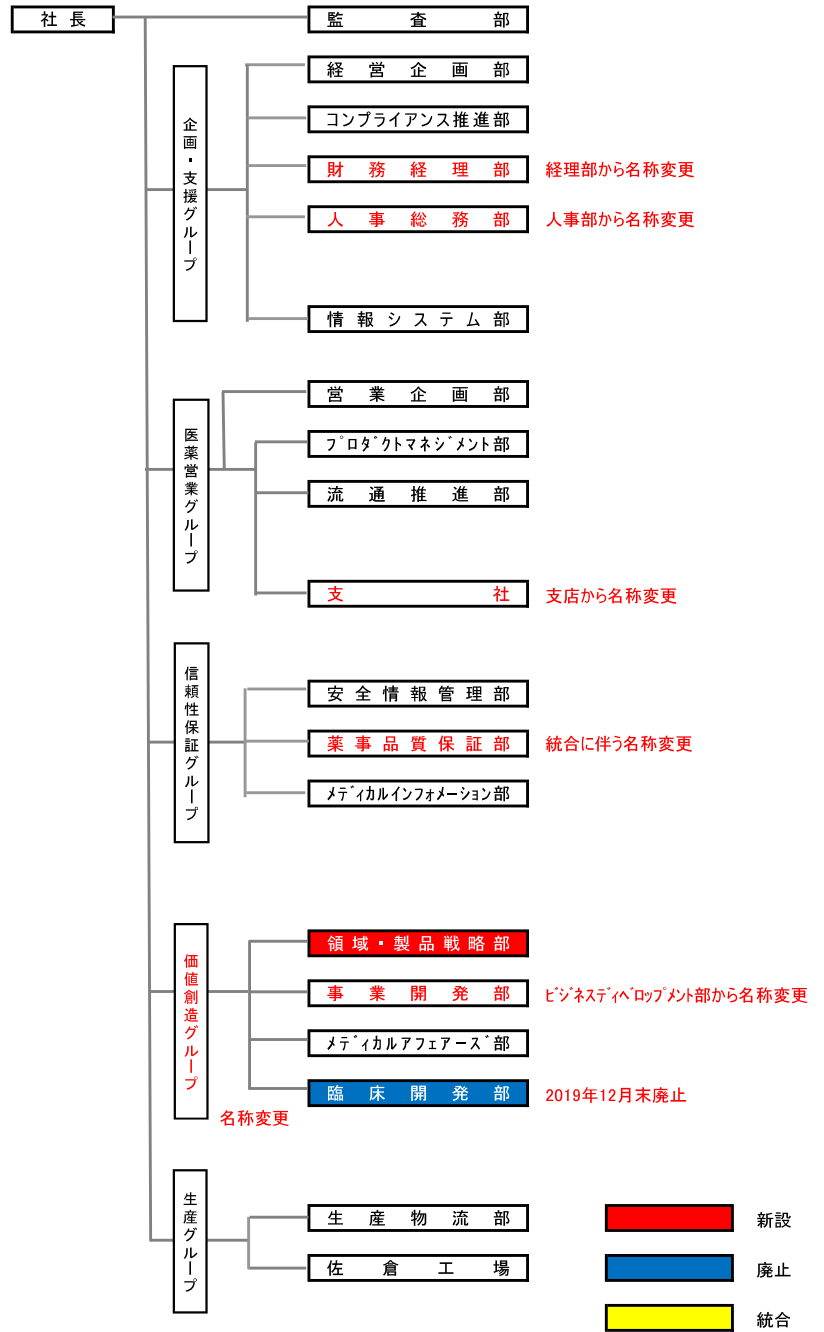 社長
監査部
企画・支援グループ
経営企画部
コンプライアンス推進部
財務経理部 経理部から名称変更
人事総務部 人事部から名称変更
情報システム部
医薬営業グループ
営業企画部
プロダクトマネジメント部
流通推進部
支社 支店から名称変更
信頼性保証グループ
安全情報管理部
薬事品質保証部 統合に伴う名称変更
メディカルインフォメーション部
価値創造グループ
名称変更
領域・製品戦略部
事業開発部 ビジネスディベロップメント部から名称変更
メディカルアフェアーズ部
臨床開発部 2019年12月末廃止
生産グループ
生産物流部
佐倉工場
新設
廃止
統合